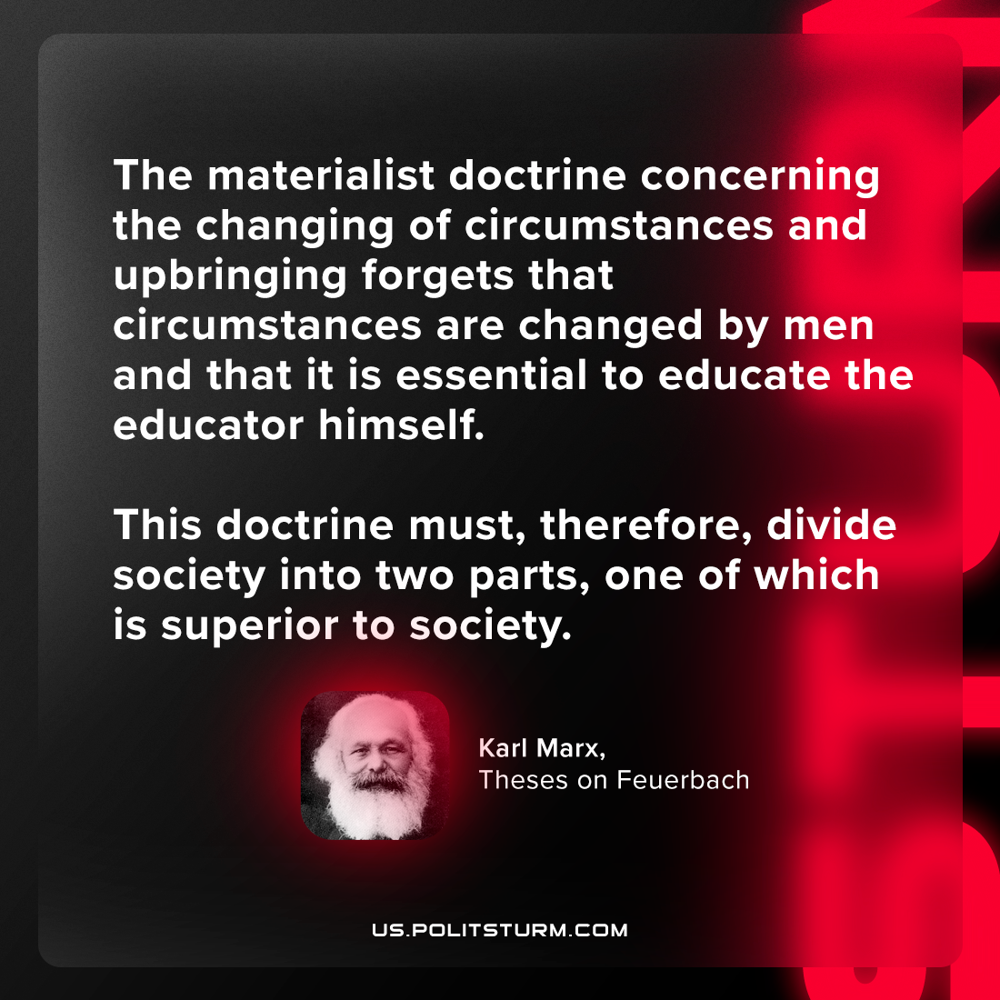 The materialist doctrine concerning
the changing of circumstances and
upbringing forgets that
circumstances are changed by men
and that it is essential to educate the
educator himself.
This doctrine must, therefore, divide
society into two parts, one of which
is superior to society.
Karl Marx,
Theses on Feuerbach
US.POLITSTURM.COM